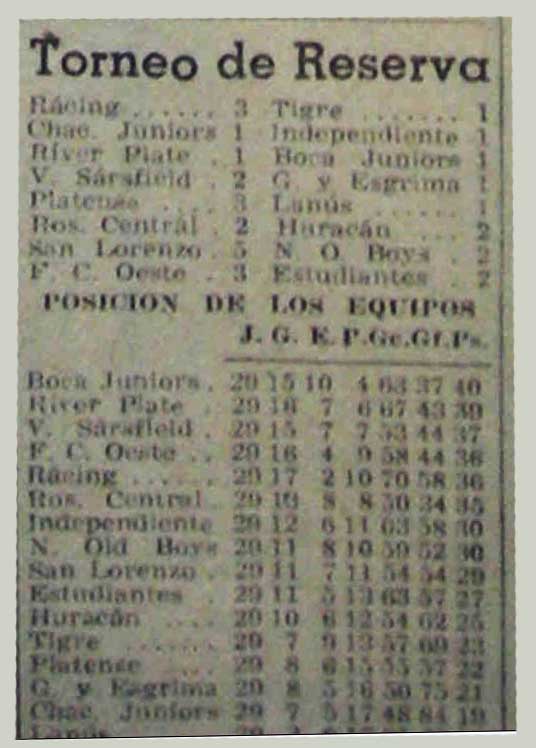 Torneo de Reserva
Rácing ...... 3 Tigre ....... 1
Chac. Juniors 1 Independiente 1
River Plate . 1 Boca Juniors 1
V. Sársfield . 2 G. y Esgrima 1
Platense ... 3 Lanús ...... 1
Ros. Central . 2 Huracán ... 2
San Lorenzo . 5 N. O. Boys . 2
F. C. Oeste . 3 Estudiantes . 2
POSICION DE LOS EQUIPOS
J. G. E. P. Gc. Gf. Ps.
Boca Juniors . 29 15 10 4 63 37 40
River Plate . 29 16 7 6 67 43 39
V. Sársfield . 29 15 7 7 53 44 37
F. C. Oeste .. 29 16 4 9 58 44 36
Rácing ...... 29 17 2 10 70 58 36
Ros. Central . 29 8 8 50 34 35
Independiente 29 12 6 11 63 58 30
N. Old Boys 29 11 8 10 59 52 30
San Lorenzo . 29 11 7 11 54 54 29
Estudiantes . 29 11 5 13 63 57 27
Huracán .... 29 10 6 12 54 62 25
Tigre ...... 29 7 9 13 57 69 23
Platense ... 29 8 6 15 55 57 22
G. y Esgrima 29 8 5 16 50 75 21
Chac. Juniors 29 7 5 17 48 84 19
Lanús